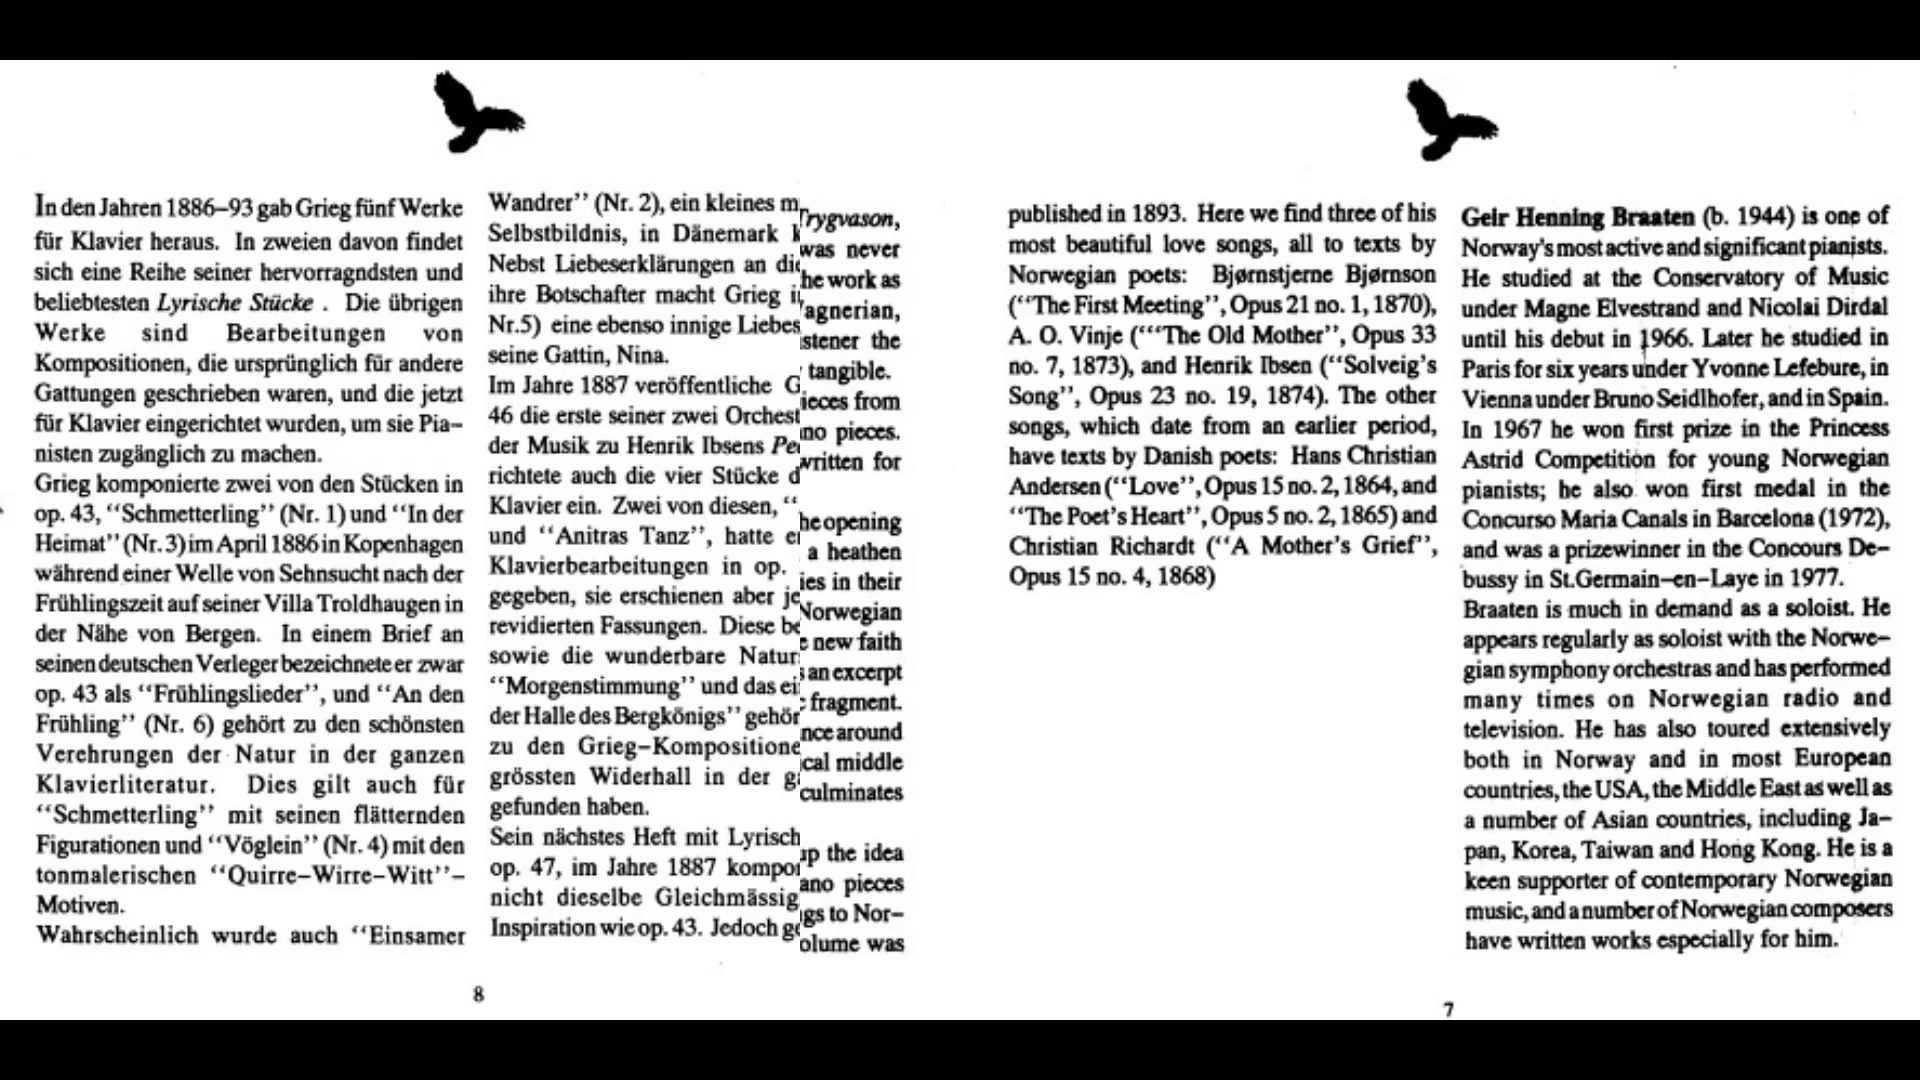 In den Jahren 1886–93 gab Grieg fünf Werke
für Klavier heraus. In zweien davon findet
sich eine Reihe seiner hervorragndsten und
beliebtesten Lyrische Stücke . Die übrigen
Werke sind Bearbeitungen von
Kompositionen, die ursprünglich für andere
Gattungen geschrieben waren, und die jetzt
für Klavier eingerichtet wurden, um sie Pia–
nisten zugänglich zu machen.
Grieg komponierte zwei von den Stücken in
op. 43, “Schmetterling” (Nr. 1) und “In der
Heimat” (Nr. 3) im April 1886 in Kopenhagen
während einer Welle von Sehnsucht nach der
Frühlingszeit auf seiner Villa Troldhaugen in
der Nähe von Bergen. In einem Brief an
seinen deutschen Verleger bezeichnete er zwar
op. 43 als “Frühlingslieder”, und “An den
Frühling” (Nr. 6) gehört zu den schönsten
Verehrungen der Natur in der ganzen
Klavierliteratur. Dies gilt auch für
“Schmetterling” mit seinen flätternden
Figurationen und “Vöglein” (Nr. 4) mit den
tonmalerischen “Quirre–Wirre–Witt”–
Motiven.
Wahrscheinlich wurde auch “Einsamer
Wandrer” (Nr. 2), ein kleines
Selbstbildnis, in Dänemark
Nebst Liebeserklärungen an
ihre Botschafter macht Grieg
Nr.5) eine ebenso innige
seine Gattin, Nina.
Im Jahre 1887 veröffentliche
46 die erste seiner zwei
der Musik zu Henrik Ibsens
richtete auch die vier Stücke
Klavier ein. Zwei von diesen, “
und “Anitras Tanz”, hatte
Klavierbearbeitungen in op.
gegeben, sie erschienen aber
revidierten Fassungen. Diese
sowie die wunderbare
“Morgenstimmung” und das
der Halle des Bergkönigs”
zu den Grieg–
grössten Widerhall in der
gefunden haben.
Sein nächstes Heft mit
op. 47, im Jahre 1887
nicht dieselbe
Inspiration wie op. 43. Jedoch
8
Trygvason,
was never
he work as
agnerian,
stener the
tangible.
ieces from
no pieces.
written for
he opening
a heathen
ies in their
Norwegian
new faith
an excerpt
fragment.
nce around
cal middle
culminates
up the idea
ano pieces
gs to Nor–
olume was
published in 1893. Here we find three of his
most beautiful love songs, all to texts by
Norwegian poets: Bjørnstjerne Bjørnson
(“The First Meeting”, Opus 21 no. 1, 1870),
A. O. Vinje (“‘The Old Mother”, Opus 33
no. 7, 1873), and Henrik Ibsen (“Solveig’s
Song”, Opus 23 no. 19, 1874). The other
songs, which date from an earlier period,
have texts by Danish poets: Hans Christian
Andersen (“Love”, Opus 15 no. 2, 1864, and
“The Poet’s Heart”, Opus 5 no. 2, 1865) and
Christian Richardt (“A Mother’s Grief”,
Opus 15 no. 4, 1868)
Geir Henning Braaten (b. 1944) is one of
Norway’s most active and significant pianists.
He studied at the Conservatory of Music
under Magne Elvestrand and Nicolai Dirdal
until his debut in 1966. Later he studied in
Paris for six years under Yvonne Lefebure, in
Vienna under Bruno Seidlhofer, and in Spain.
In 1967 he won first prize in the Princess
Astrid Competition for young Norwegian
pianists; he also won first medal in the
Concurso Maria Canals in Barcelona (1972),
and was a prizewinner in the Concours De–
bussy in St.Germain–en–Laye in 1977.
Braaten is much in demand as a soloist. He
appears regularly as soloist with the Norwe–
gian symphony orchestras and has performed
many times on Norwegian radio and
television. He has also toured extensively
both in Norway and in most European
countries, the USA, the Middle East as well as
a number of Asian countries, including Ja–
pan, Korea, Taiwan and Hong Kong. He is a
keen supporter of contemporary Norwegian
music, and a number of Norwegian composers
have written works especially for him.
7